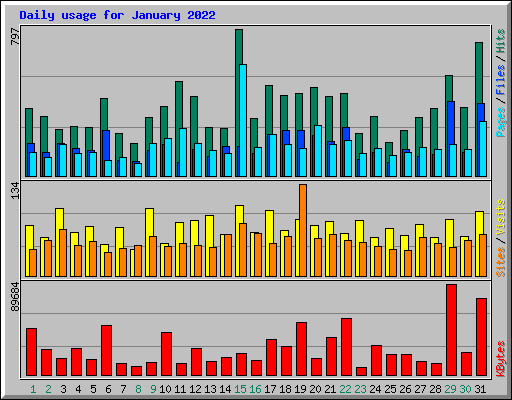 Daily usage for January 2022
797
Pages / Files / Hits
134
Sites / Visits
89684
KBytes
1 2 3 4 5 6 7 8 9 10 11 12 13 14 15 16 17 18 19 20 21 22 23 24 25 26 27 28 29 30 31